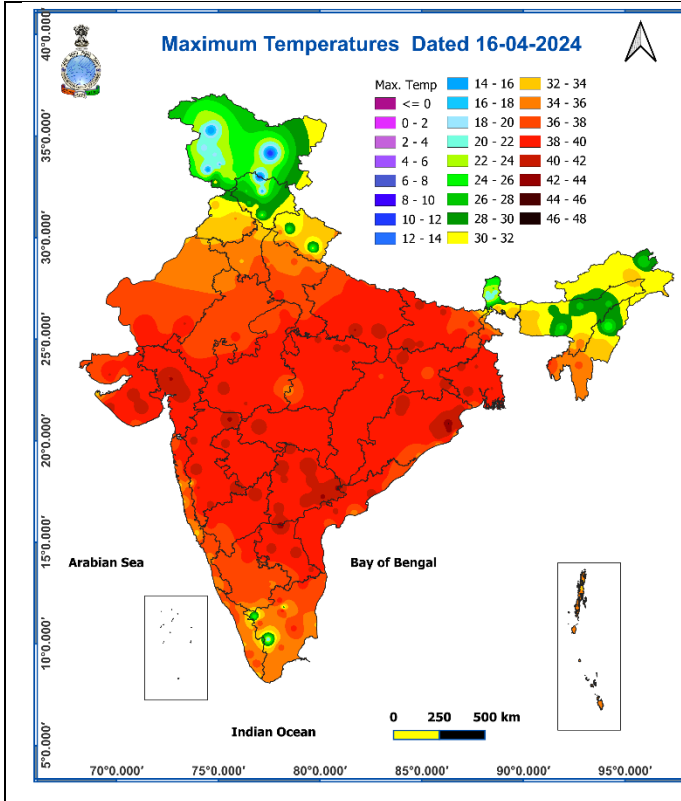 Maximum Temperatures Dated 16-04-2024
Max. Temp
<= 0
0 - 2
2 - 4
4 - 6
6 - 8
8 - 10
10 - 12
12 - 14
14 - 16
16 - 18
18 - 20
20 - 22
22 - 24
24 - 26
26 - 28
28 - 30
30 - 32
32 - 34
34 - 36
36 - 38
38 - 40
40 - 42
42 - 44
44 - 46
46 - 48
40°0.000'
35°0.000'
30°0.000'
25°0.000'
20°0.000'
15°0.000'
10°0.000'
5°0.000'
Arabian Sea
Bay of Bengal
Indian Ocean
0 250 500 km
70°0.000' 75°0.000' 80°0.000' 85°0.000' 90°0.000' 95°0.000'